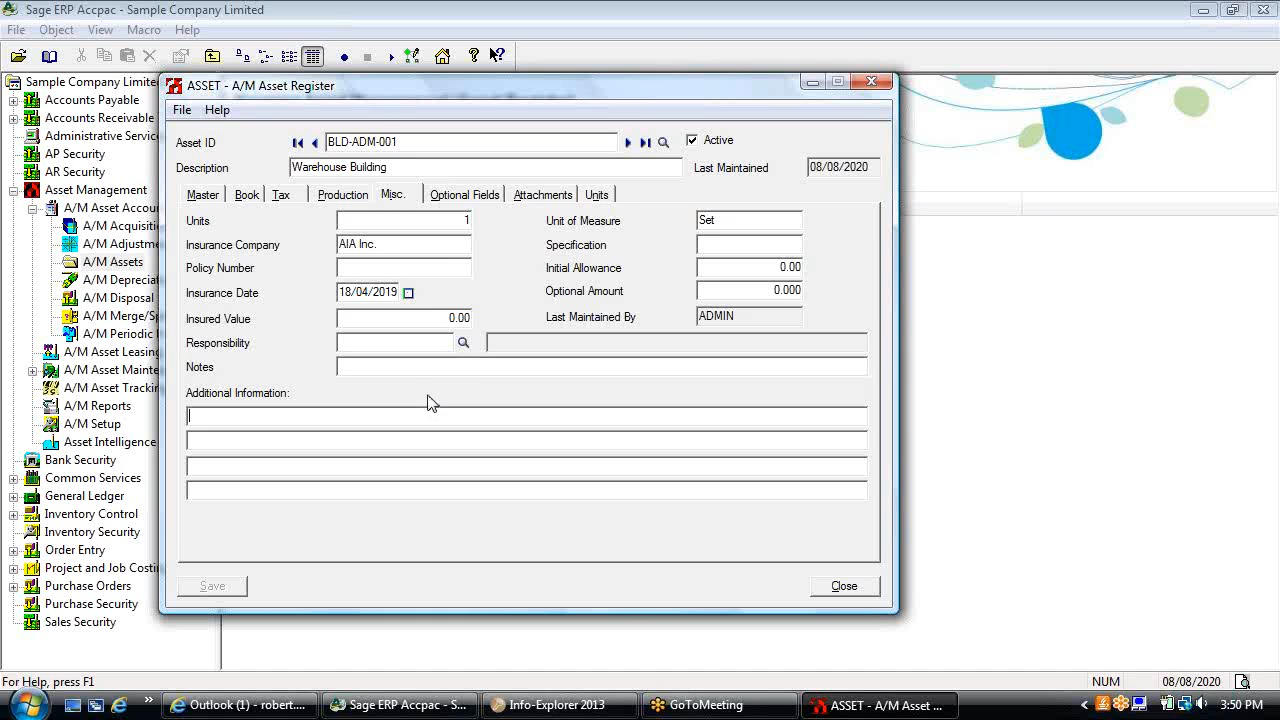 Sage ERP Accpac - Sample Company Limited
File Object View Macro Help
Sample Company Limite
Accounts Payable
Accounts Receivable
Administrative Servic
AP Security
AR Security
Asset Management
A/M Asset Accou
A/M Acquisiti
A/M Adjustme
A/M Assets
A/M Depreciat
A/M Disposal
A/M Merge/Sp
A/M Periodic
A/M Asset Leasing
A/M Asset Mainte
A/M Asset Trackin
A/M Reports
A/M Setup
Asset Intelligence
Bank Security
Common Services
General Ledger
Inventory Control
Inventory Security
Order Entry
Project and Job Costin
Purchase Orders
Purchase Security
Sales Security
ASSET - A/M Asset Register
File Help
Asset ID BLD-ADM-001 Active
Description Warehouse Building Last Maintained 08/08/2020
Master Book Tax Production Misc. Optional Fields Attachments Units
Units 1 Unit of Measure Set
Insurance Company AIA Inc. Specification
Policy Number Initial Allowance 0.00
Insurance Date 18/04/2019 Optional Amount 0.000
Insured Value 0.00 Last Maintained By ADMIN
Responsibility
Notes
Additional Information:
Save Close
For Help, press F1 NUM 08/08/2020
Outlook (1) - robert.... Sage ERP Accpac - S... Info-Explorer 2013 GoToMeeting ASSET - A/M Asset ... 3:50 PM